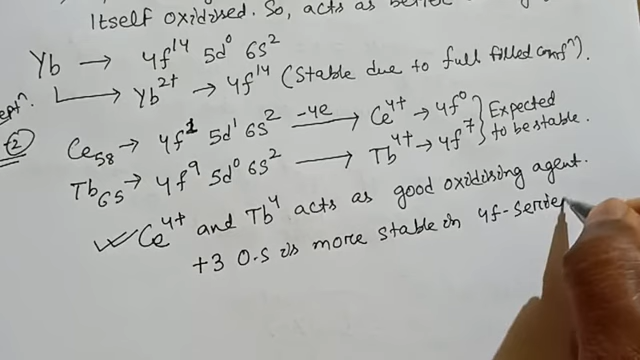 Itself oxidised. So, acts as
Yb → 4f¹⁴ 5d⁰ 6s²
→ Yb²⁺ → 4f¹⁴ (Stable due to full filled confⁿ).
Ce₅₈ → 4f¹ 5d¹ 6s² -4e → Ce⁴⁺ → 4f⁰ } Expected
Tb₆₅ → 4f⁹ 5d⁰ 6s² → Tb⁴⁺ → 4f⁷ } to be stable.
Ce⁴⁺ and Tb⁴ acts as good oxidising agent.
+3 O.S is more stable in 4f-serie